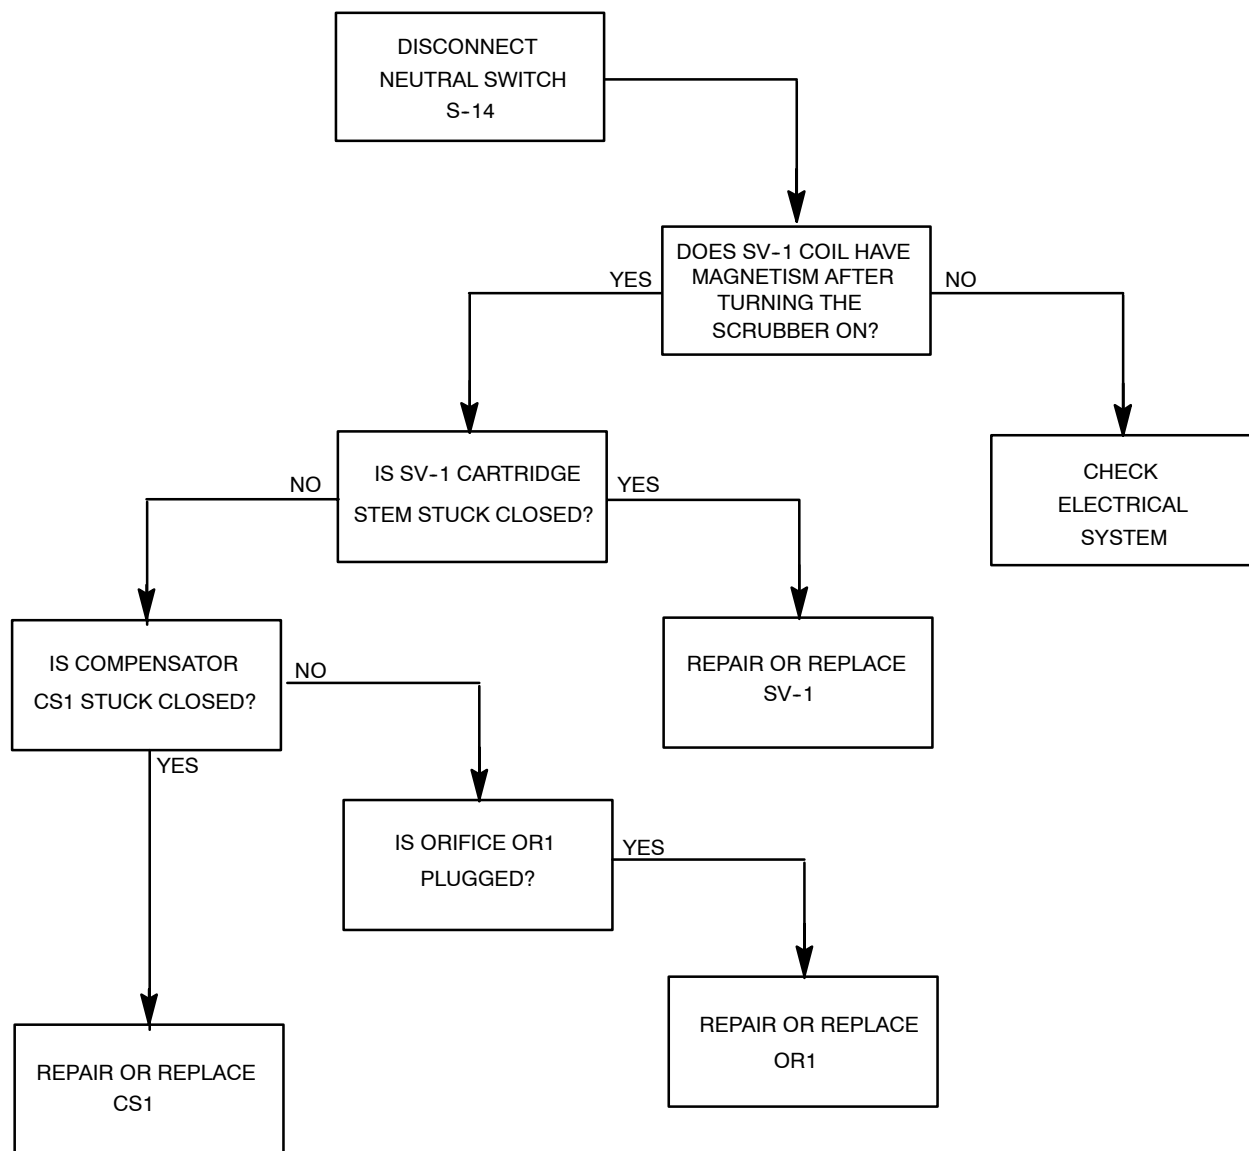 DISCONNECT
NEUTRAL SWITCH
S-14
DOES SV-1 COIL HAVE
MAGNETISM AFTER
TURNING THE
SCRUBBER ON?
YES
NO
IS SV-1 CARTRIDGE
STEM STUCK CLOSED?
NO
YES
CHECK
ELECTRICAL
SYSTEM
IS COMPENSATOR
CS1 STUCK CLOSED?
NO
YES
REPAIR OR REPLACE
SV-1
IS ORIFICE OR1
PLUGGED?
YES
REPAIR OR REPLACE
OR1
REPAIR OR REPLACE
CS1